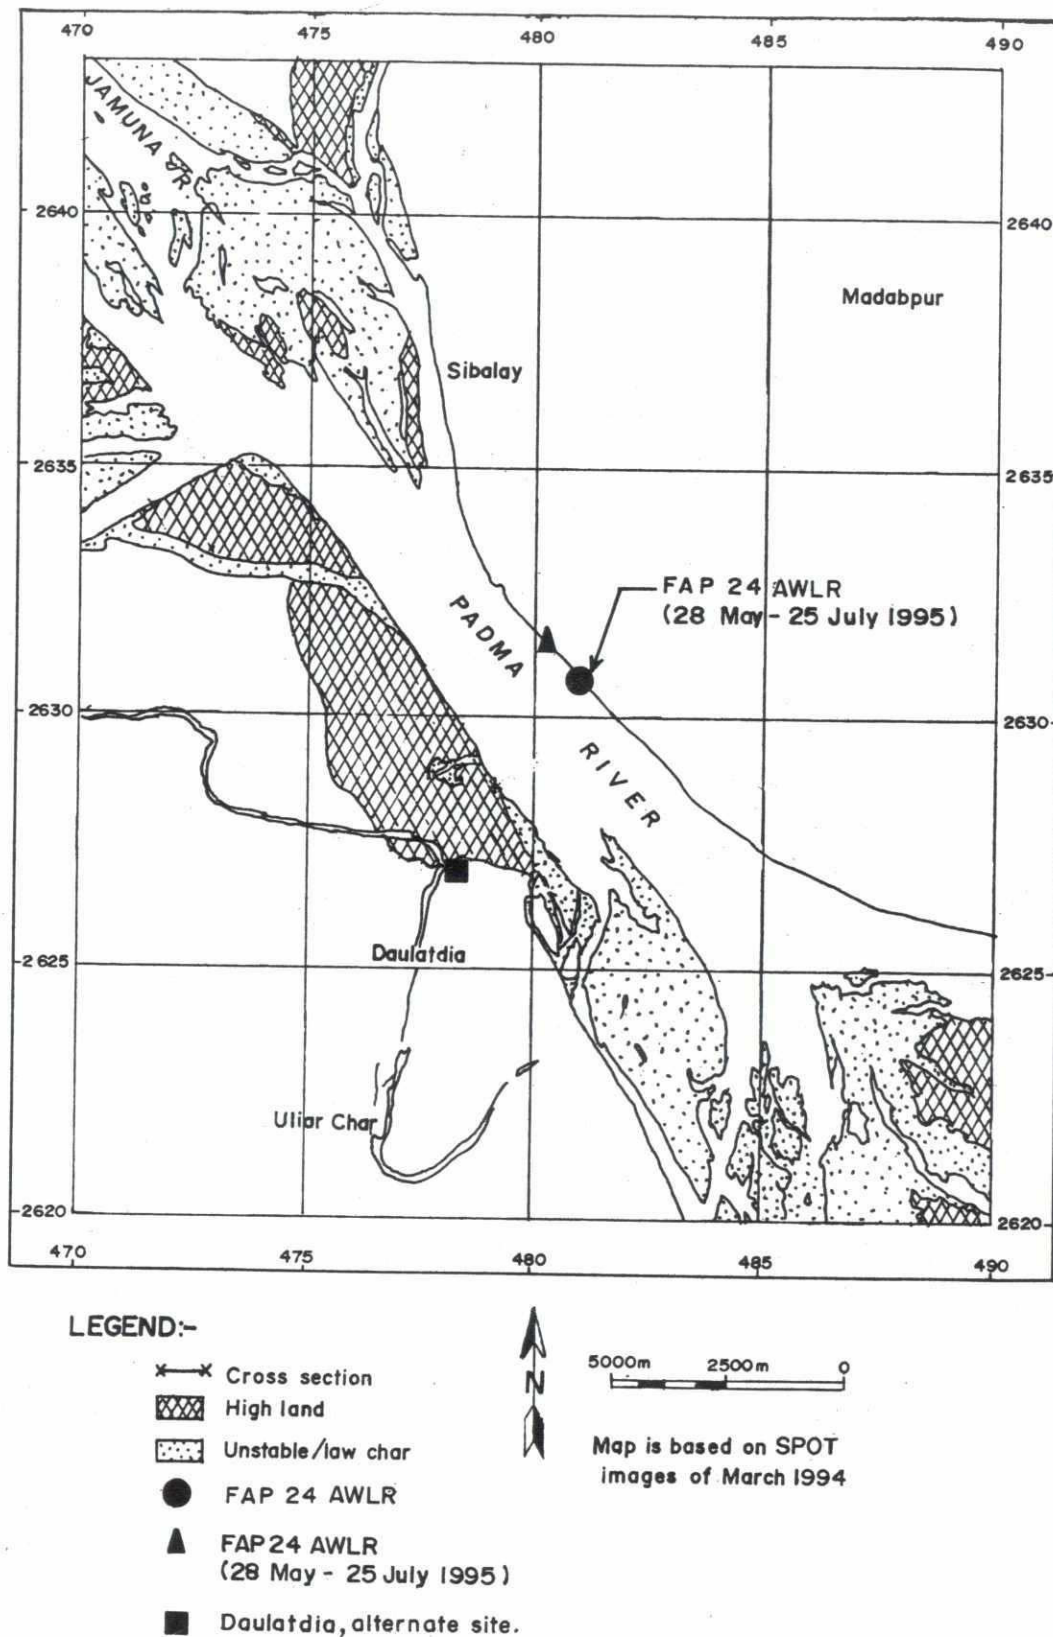 470 475 480 485 490
JAMUNA R
2640 2640
Madabpur
Sibalay
2635 2635
FAP 24 AWLR
(28 May - 25 July 1995)
PADMA
RIVER
2630 2630
Daulatdia
2625 2625
Uliar Char
2620 2620
470 475 480 485 490
LEGEND:-
Cross section
High land
Unstable/law char
FAP 24 AWLR
FAP 24 AWLR
(28 May - 25 July 1995)
Daulatdia, alternate site.
N
5000m 2500m 0
Map is based on SPOT
images of March 1994